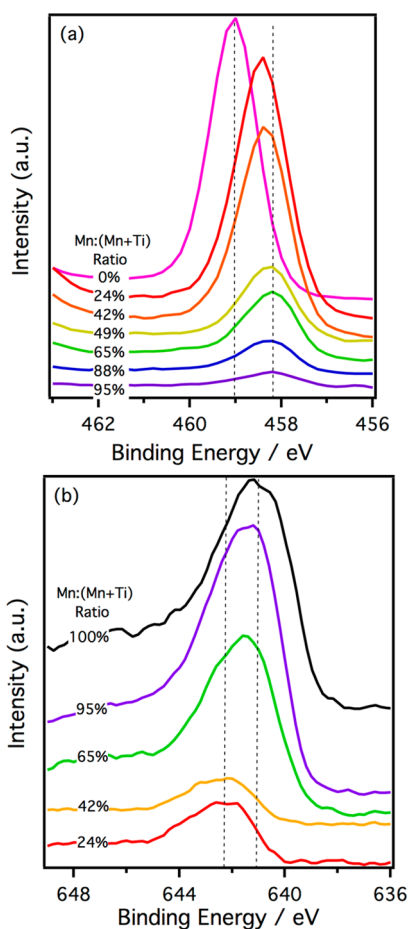 (a)
Intensity (a.u.)
Mn:(Mn+Ti)
Ratio
0%
24%
42%
49%
65%
88%
95%
462 460 458 456
Binding Energy / eV
(b)
Intensity (a.u.)
Mn:(Mn+Ti)
Ratio
100%
95%
65%
42%
24%
648 644 640 636
Binding Energy / eV